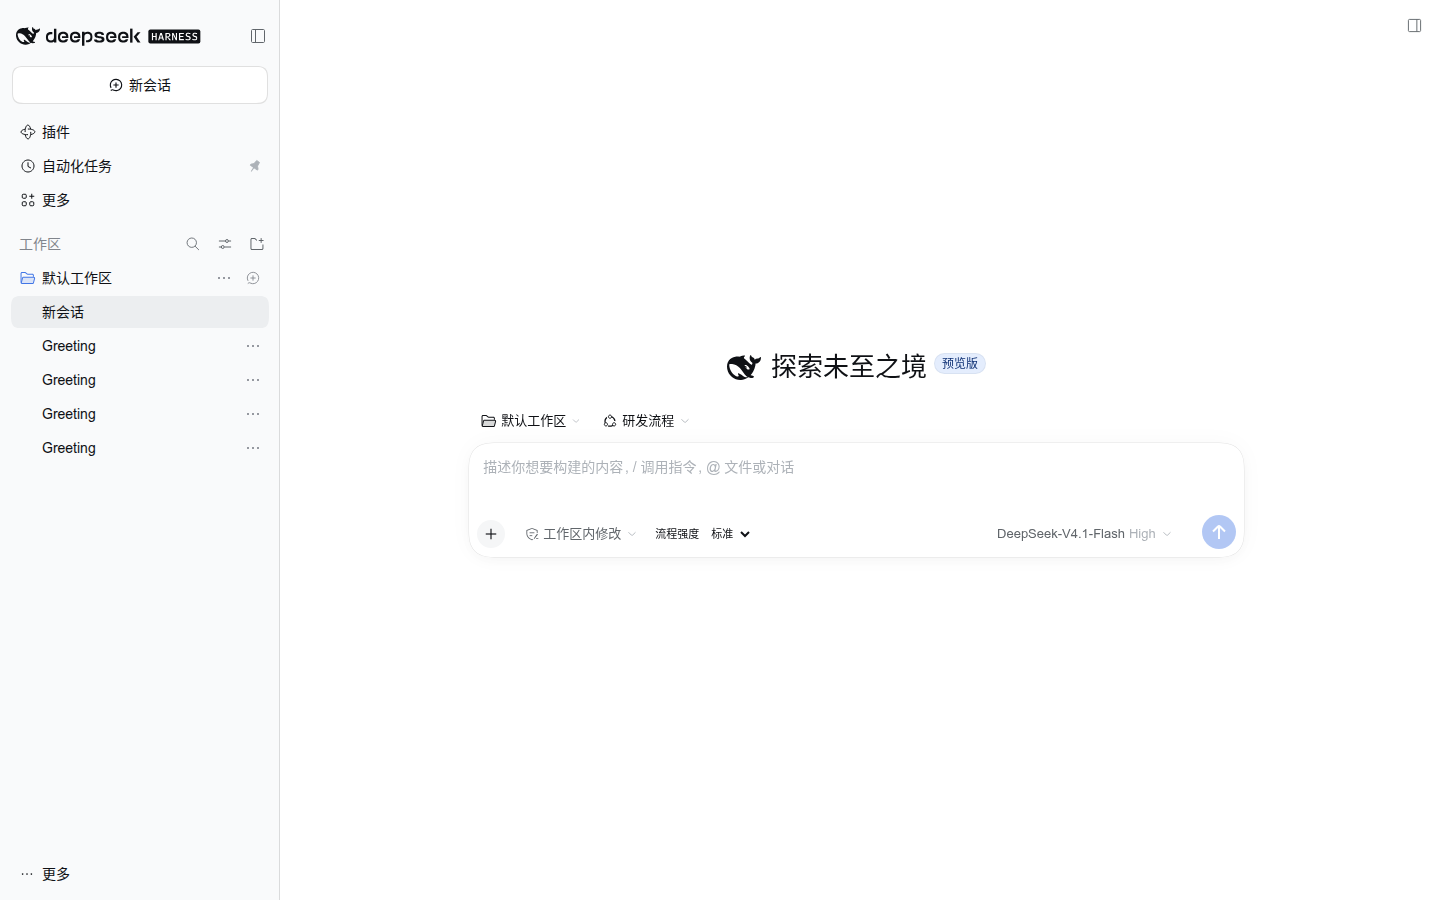 deepseek HARNESS
新会话
插件
自动化任务
更多
工作区
默认工作区
新会话
Greeting
Greeting
Greeting
Greeting
更多
探索未至之境 预览版
默认工作区 研发流程
描述你想要构建的内容, / 调用指令, @ 文件或对话
工作区内修改 流程强度 标准 DeepSeek-V4.1-Flash High